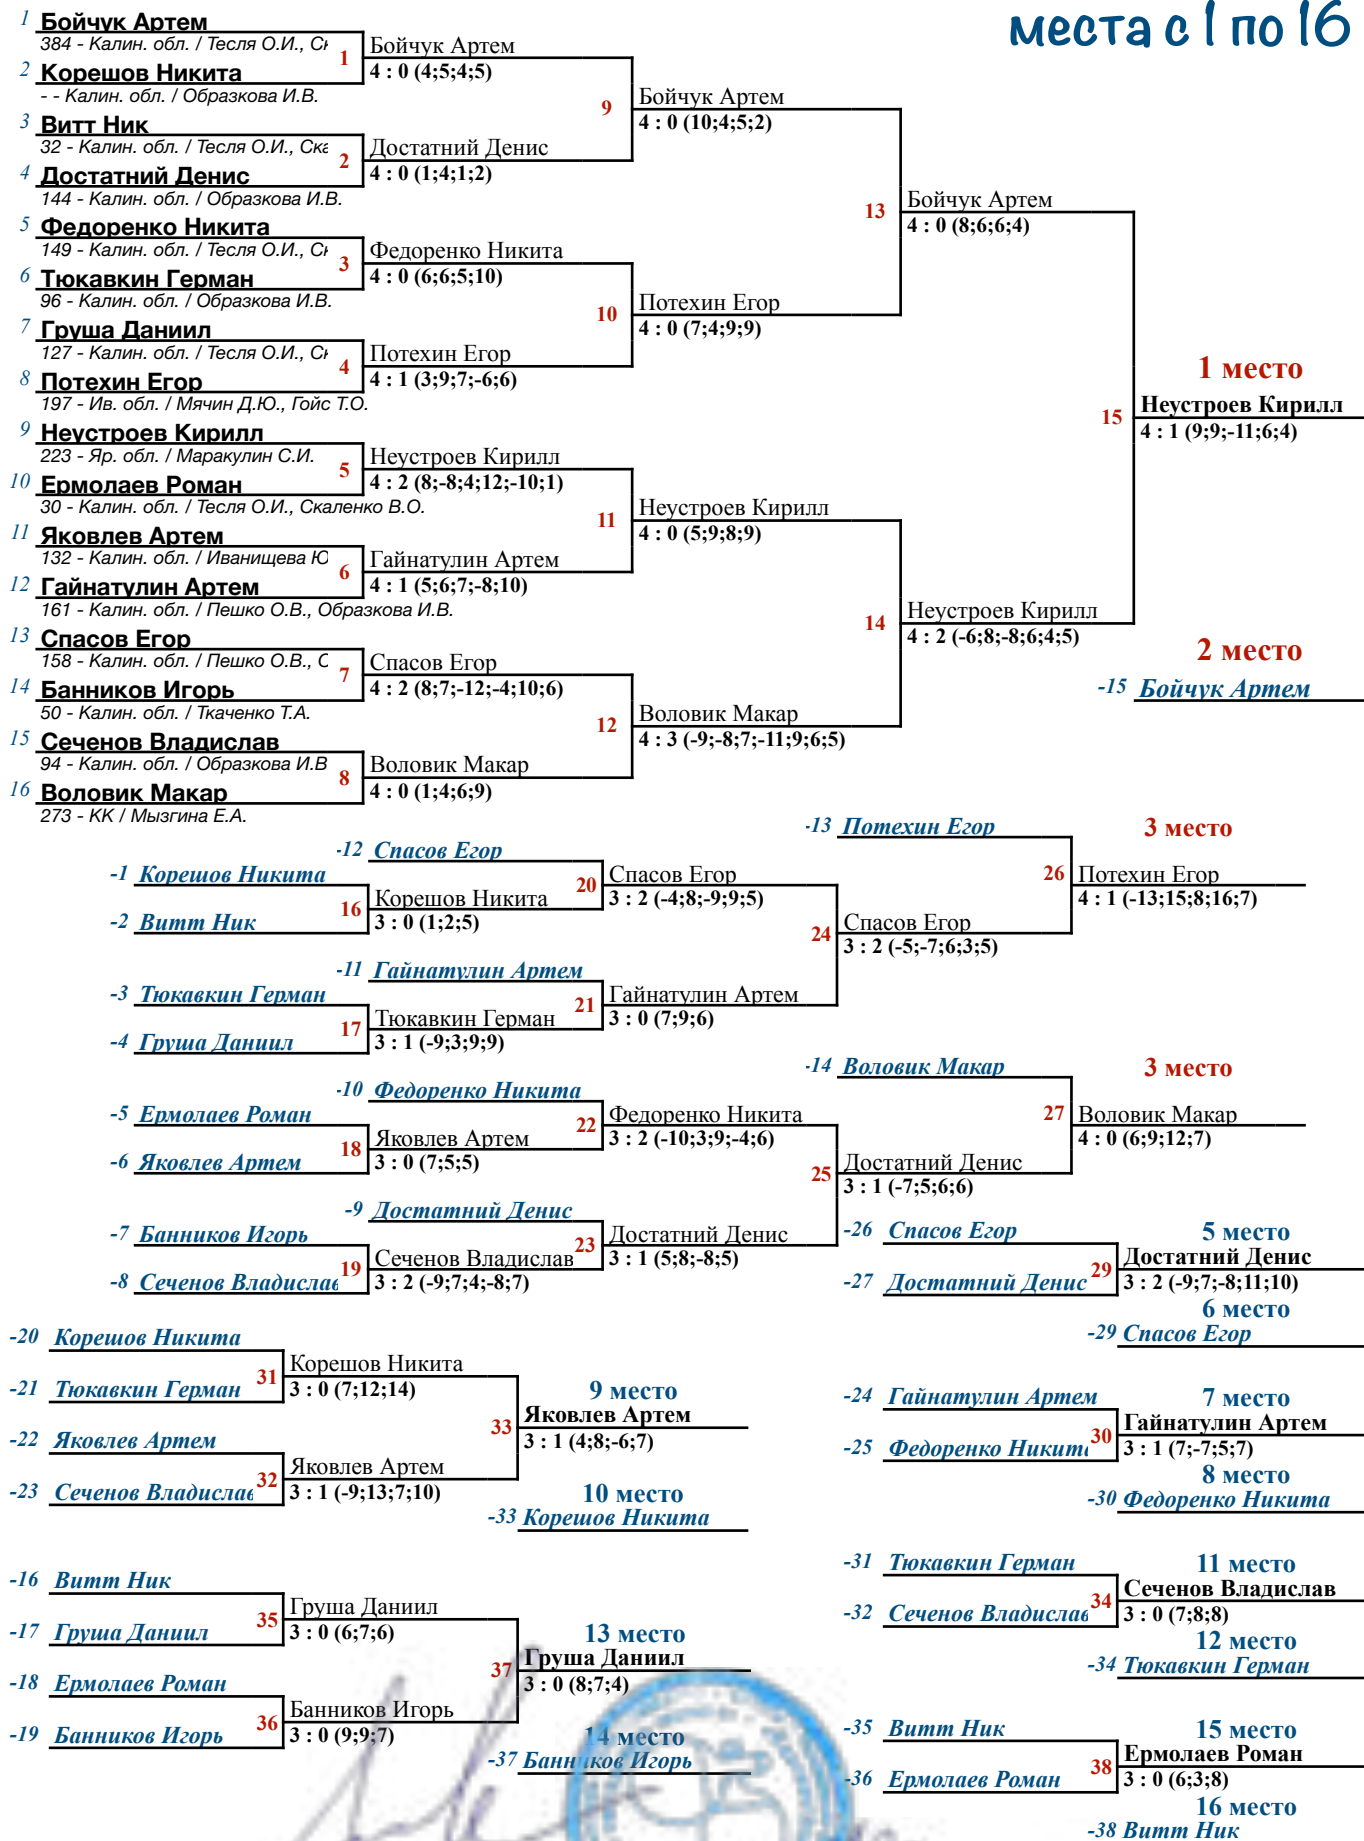 места с 1 по 16
1 Бойчук Артем
384 - Калин. обл. / Тесля О.И., Ск
1 Бойчук Артем
4 : 0 (4;5;4;5)
2 Корешов Никита
- - Калин. обл. / Образкова И.В.
9 Бойчук Артем
4 : 0 (10;4;5;2)
3 Витт Ник
32 - Калин. обл. / Тесля О.И., Ска
2 Достатний Денис
4 : 0 (1;4;1;2)
4 Достатний Денис
144 - Калин. обл. / Образкова И.В.
13 Бойчук Артем
4 : 0 (8;6;6;4)
5 Федоренко Никита
149 - Калин. обл. / Тесля О.И., Ск
3 Федоренко Никита
4 : 0 (6;6;5;10)
6 Тюкавкин Герман
96 - Калин. обл. / Образкова И.В.
10 Потехин Егор
4 : 0 (7;4;9;9)
7 Груша Даниил
127 - Калин. обл. / Тесля О.И., Ск
4 Потехин Егор
4 : 1 (3;9;7;-6;6)
8 Потехин Егор
197 - Ив. обл. / Мячин Д.Ю., Гойс Т.О.
1 место
15 Неустроев Кирилл
4 : 1 (9;9;-11;6;4)
9 Неустроев Кирилл
223 - Яр. обл. / Маракулин С.И.
5 Неустроев Кирилл
4 : 2 (8;-8;4;12;-10;1)
10 Ермолаев Роман
30 - Калин. обл. / Тесля О.И., Скаленко В.О.
11 Неустроев Кирилл
4 : 0 (5;9;8;9)
11 Яковлев Артем
132 - Калин. обл. / Иванищева Ю
6 Гайнатулин Артем
4 : 1 (5;6;7;-8;10)
12 Гайнатулин Артем
161 - Калин. обл. / Пешко О.В., Образкова И.В.
14 Неустроев Кирилл
4 : 2 (-6;8;-8;6;4;5)
13 Спасов Егор
158 - Калин. обл. / Пешко О.В., С
7 Спасов Егор
4 : 2 (8;7;-12;-4;10;6)
2 место
-15 Бойчук Артем
14 Банников Игорь
50 - Калин. обл. / Ткаченко Т.А.
12 Воловик Макар
4 : 3 (-9;-8;7;-11;9;6;5)
15 Сеченов Владислав
94 - Калин. обл. / Образкова И.В
8 Воловик Макар
4 : 0 (1;4;6;9)
16 Воловик Макар
273 - КК / Мызгина Е.А.
-13 Потехин Егор
3 место
-12 Спасов Егор
-1 Корешов Никита
20 Спасов Егор
3 : 2 (-4;8;-9;9;5)
26 Потехин Егор
4 : 1 (-13;15;8;16;7)
16 Корешов Никита
3 : 0 (1;2;5)
-2 Витт Ник
24 Спасов Егор
3 : 2 (-5;-7;6;3;5)
-11 Гайнатулин Артем
-3 Тюкавкин Герман
21 Гайнатулин Артем
3 : 0 (7;9;6)
17 Тюкавкин Герман
3 : 1 (-9;3;9;9)
-4 Груша Даниил
-14 Воловик Макар
3 место
-10 Федоренко Никита
-5 Ермолаев Роман
22 Федоренко Никита
3 : 2 (-10;3;9;-4;6)
27 Воловик Макар
4 : 0 (6;9;12;7)
18 Яковлев Артем
3 : 0 (7;5;5)
-6 Яковлев Артем
25 Достатний Денис
3 : 1 (-7;5;6;6)
-9 Достатний Денис
-7 Банников Игорь
23 Достатний Денис
3 : 1 (5;8;-8;5)
19 Сеченов Владислав
3 : 2 (-9;7;4;-8;7)
-8 Сеченов Владислав
-26 Спасов Егор
5 место
29 Достатний Денис
3 : 2 (-9;7;-8;11;10)
-27 Достатний Денис
6 место
-29 Спасов Егор
-20 Корешов Никита
31 Корешов Никита
3 : 0 (7;12;14)
-21 Тюкавкин Герман
9 место
33 Яковлев Артем
3 : 1 (4;8;-6;7)
-22 Яковлев Артем
32 Яковлев Артем
3 : 1 (-9;13;7;10)
-23 Сеченов Владислав
10 место
-33 Корешов Никита
-24 Гайнатулин Артем
7 место
30 Гайнатулин Артем
3 : 1 (7;-7;5;7)
-25 Федоренко Никита
8 место
-30 Федоренко Никита
-31 Тюкавкин Герман
11 место
34 Сеченов Владислав
3 : 0 (7;8;8)
-32 Сеченов Владислав
12 место
-34 Тюкавкин Герман
-16 Витт Ник
35 Груша Даниил
3 : 0 (6;7;6)
-17 Груша Даниил
13 место
37 Груша Даниил
3 : 0 (8;7;4)
-18 Ермолаев Роман
36 Банников Игорь
3 : 0 (9;9;7)
-19 Банников Игорь
14 место
-37 Банников Игорь
-35 Витт Ник
15 место
38 Ермолаев Роман
3 : 0 (6;3;8)
-36 Ермолаев Роман
16 место
-38 Витт Ник